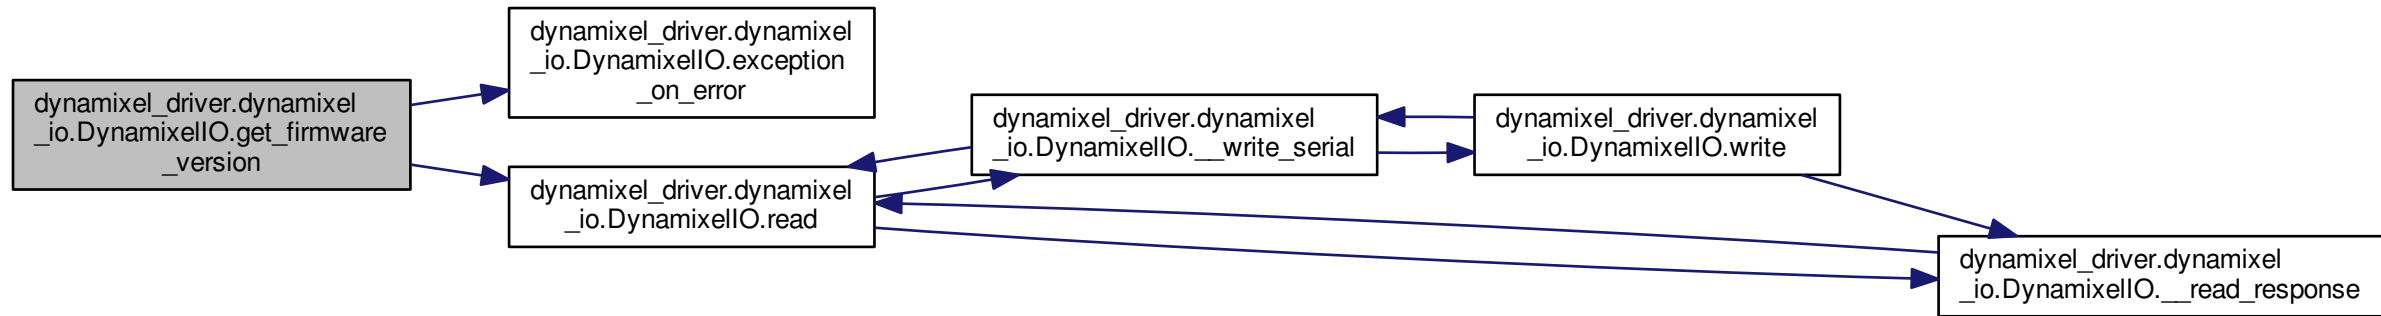 dynamixel_driver.dynamixel
_io.DynamixelIO.get_firmware
_version
dynamixel_driver.dynamixel
_io.DynamixelIO.exception
_on_error
dynamixel_driver.dynamixel
_io.DynamixelIO.read
dynamixel_driver.dynamixel
_io.DynamixelIO.__write_serial
dynamixel_driver.dynamixel
_io.DynamixelIO.write
dynamixel_driver.dynamixel
_io.DynamixelIO.__read_response